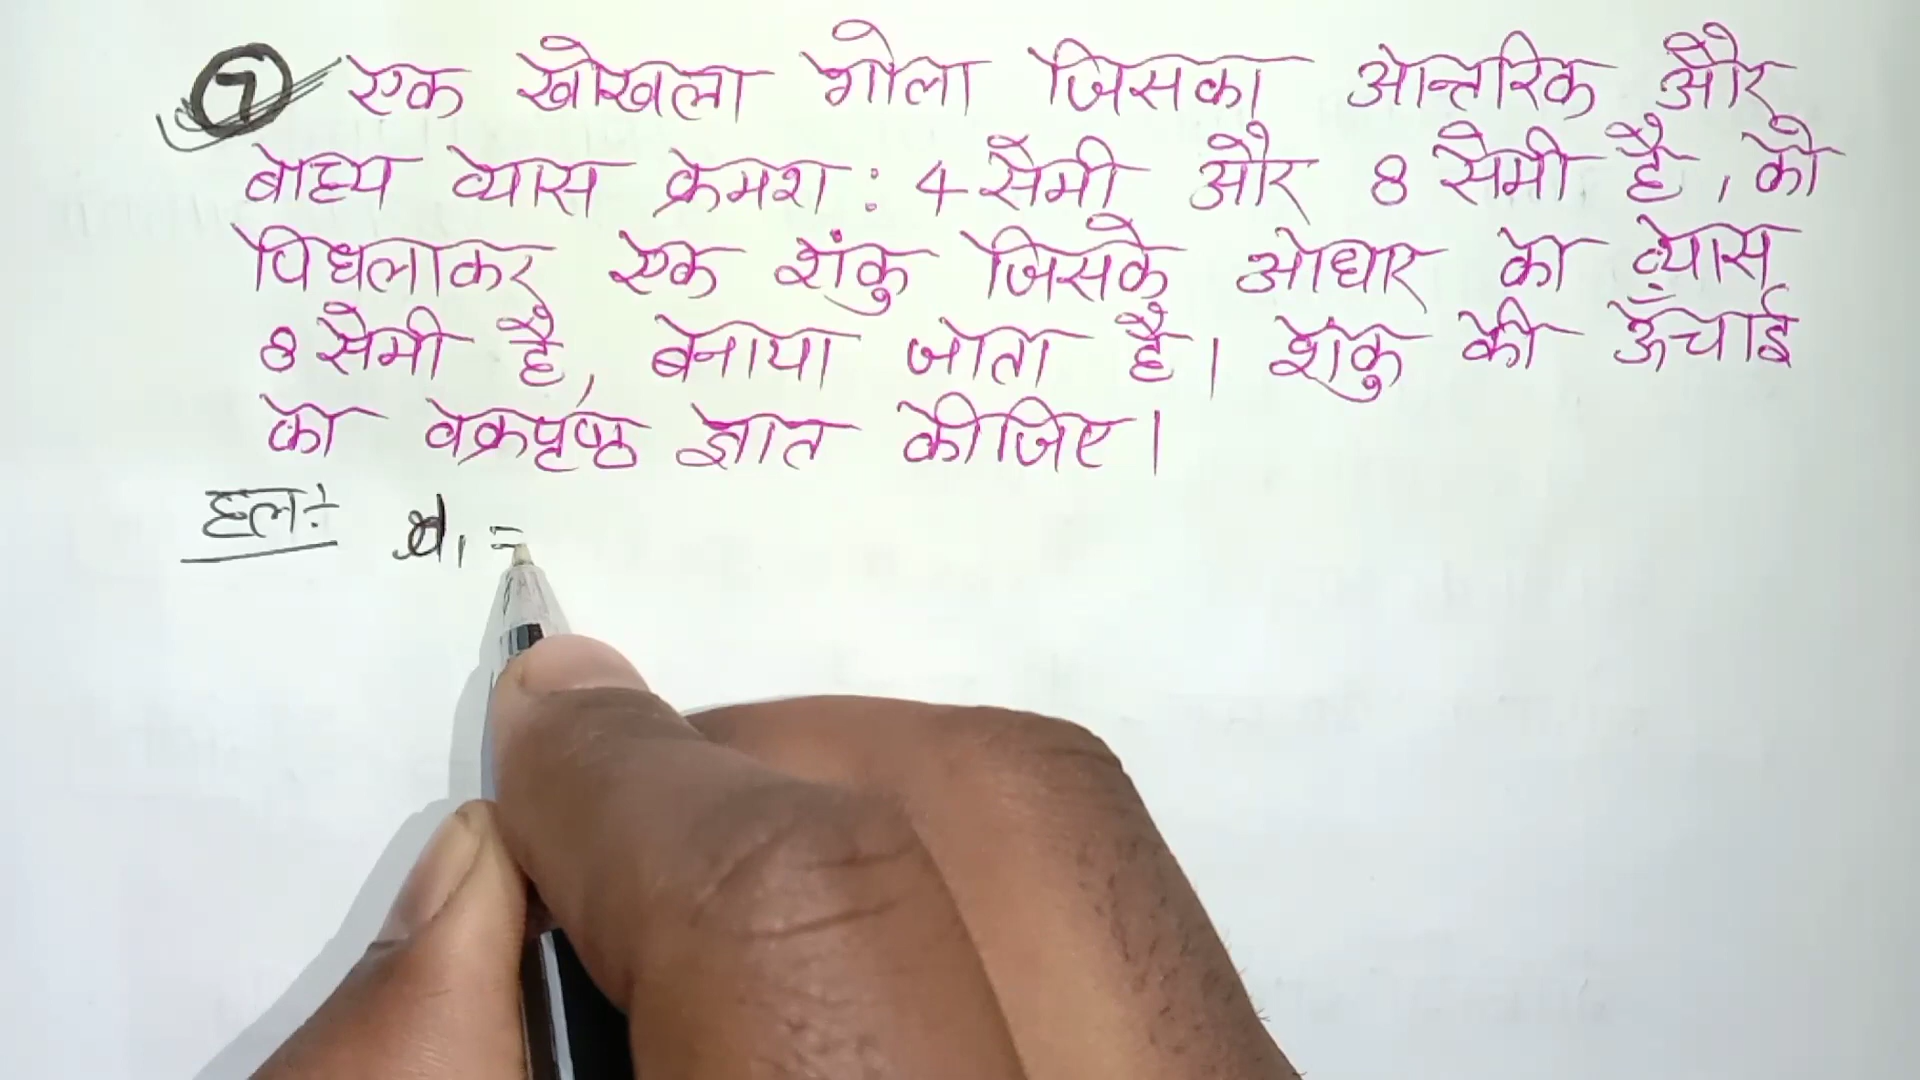 7 एक खोखला गोला जिसका आन्तरिक और
बाह्य व्यास क्रमश: 4 सेमी और 8 सेमी है, को
पिघलाकर एक शंकु जिसके आधार का व्यास
8 सेमी है, बनाया जाता है। शंकु की ऊँचाई
का वक्रपृष्ठ ज्ञात कीजिए।
हल÷ d₁ =